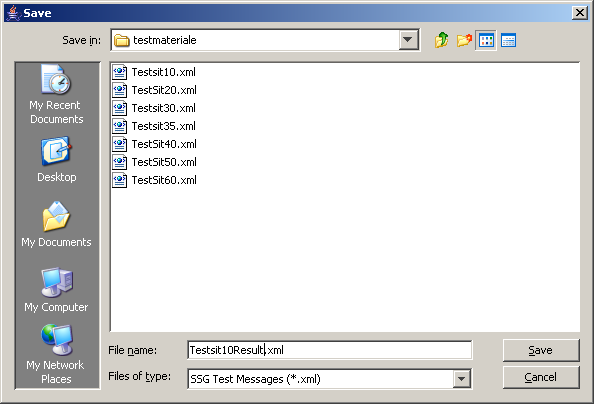 Save
Save in:
testmateriale
My Recent
Documents
Desktop
My Documents
My Computer
My Network
Places
Testsit10.xml
TestSit20.xml
Testsit30.xml
Testsit35.xml
TestSit40.xml
TestSit50.xml
TestSit60.xml
File name:
Testsit10Result.xml
Save
Files of type:
SSG Test Messages (*.xml)
Cancel